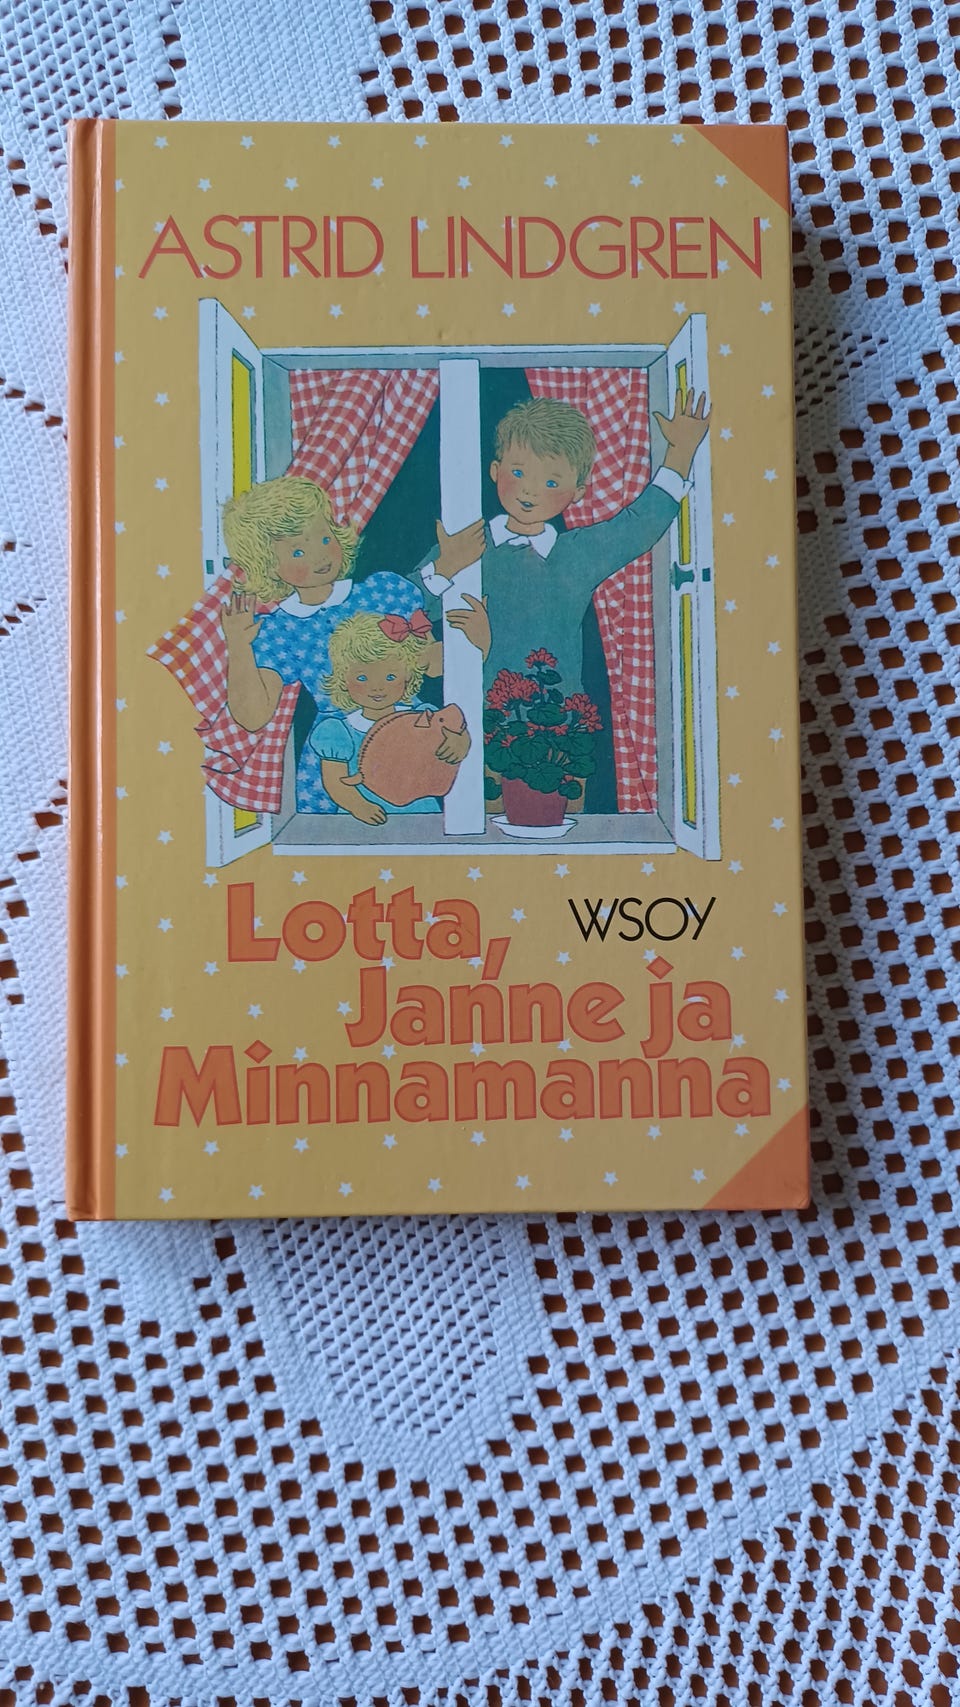 ASTRID LINDGREN
Lotta,
WSOY
Janne ja
Minnamanna